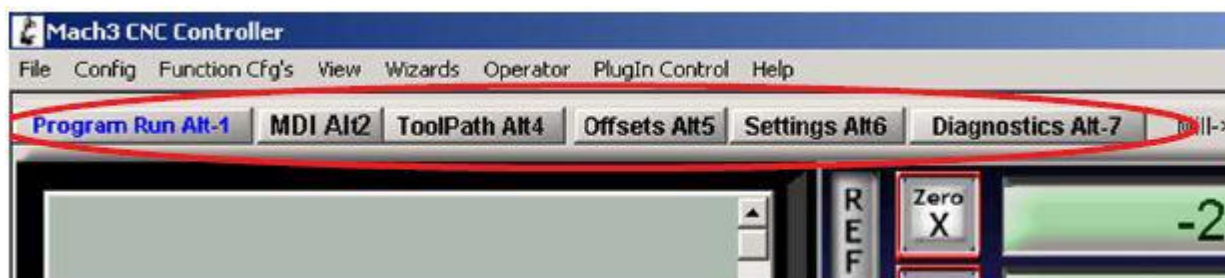 Mach3 CNC Controller
File Config Function Cfg's View Wizards Operator PlugIn Control Help
Program Run Alt-1 MDI Alt2 ToolPath Alt4 Offsets Alt5 Settings Alt6 Diagnostics Alt-7
REF
Zero
X
-2